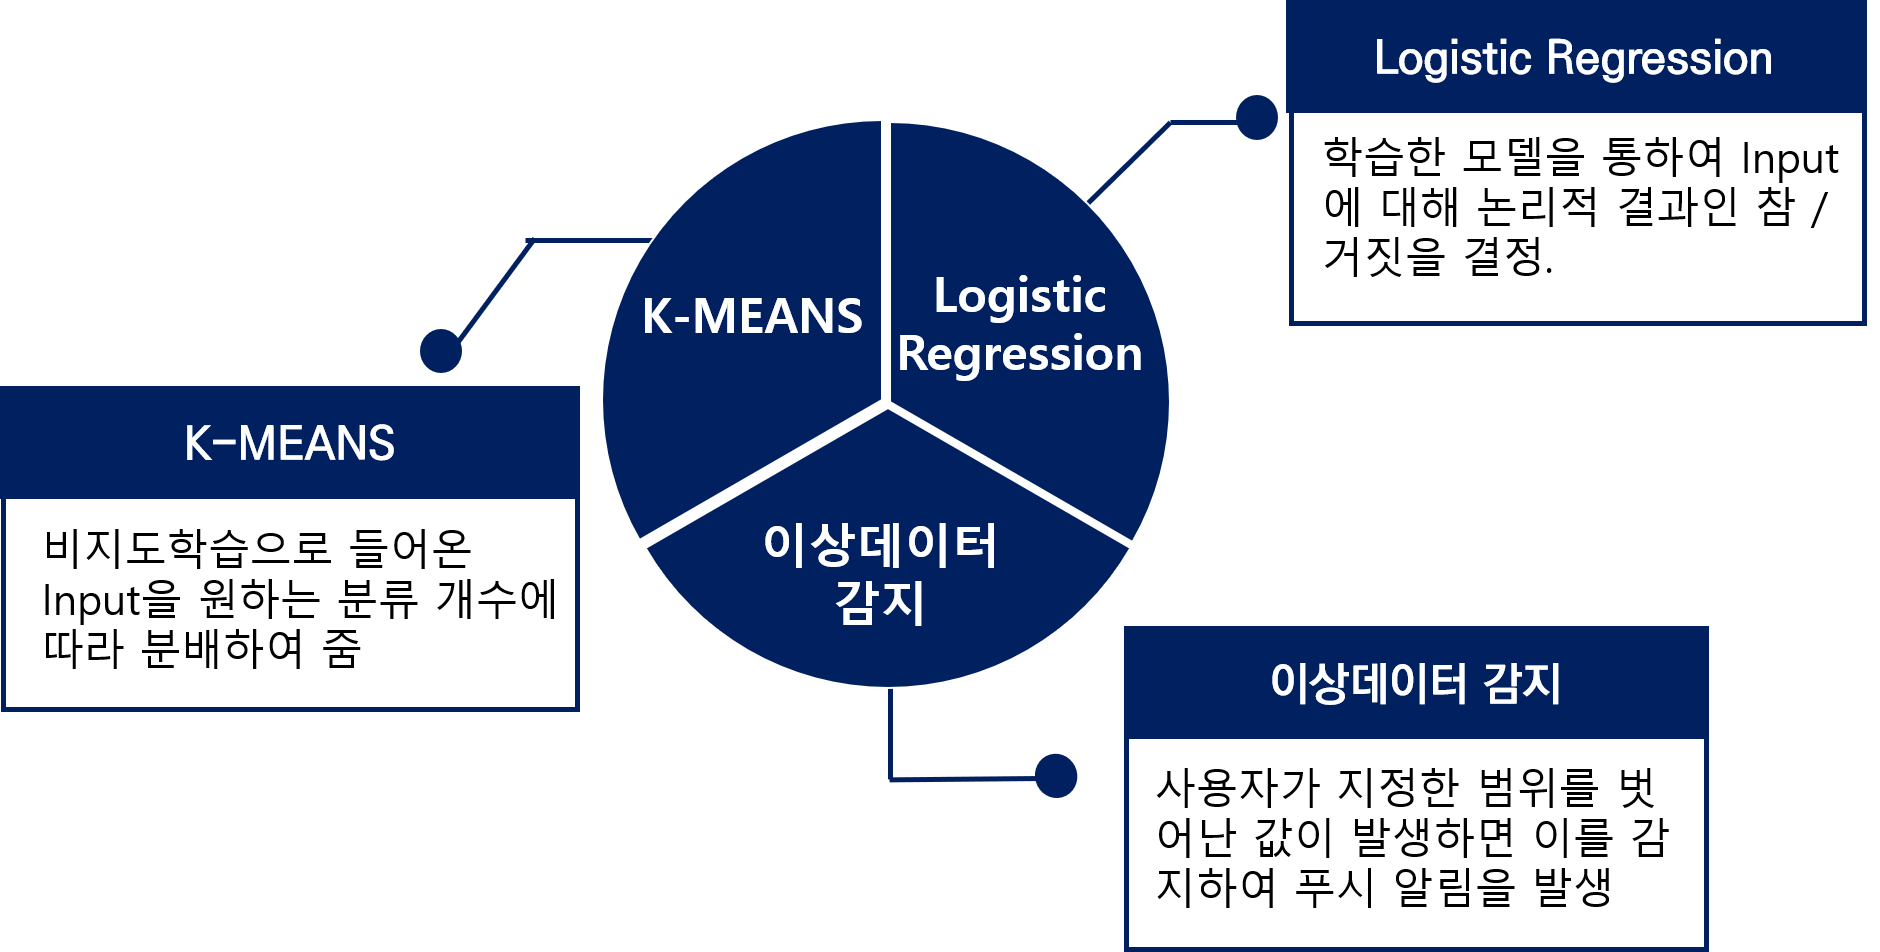 Logistic Regression
학습한 모델을 통하여 Input
에 대해 논리적 결과인 참 /
거짓을 결정.
K-MEANS
Logistic
Regression
이상데이터
감지
K-MEANS
비지도학습으로 들어온
Input을 원하는 분류 개수에
따라 분배하여 줌
이상데이터 감지
사용자가 지정한 범위를 벗
어난 값이 발생하면 이를 감
지하여 푸시 알림을 발생